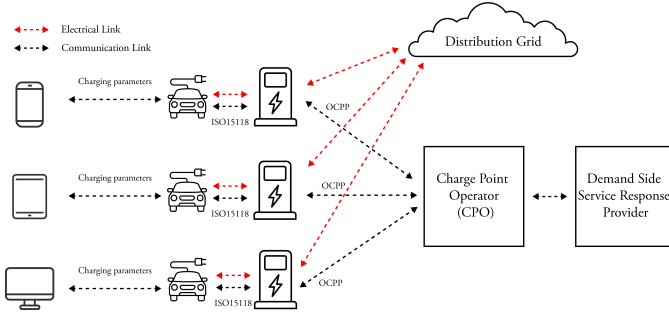 Electrical Link
Communication Link
Distribution Grid
Charging parameters
ISO15118
OCPP
Charging parameters
ISO15118
OCPP
Charge Point
Operator
(CPO)
Demand Side
Service Response
Provider
Charging parameters
ISO15118
OCPP